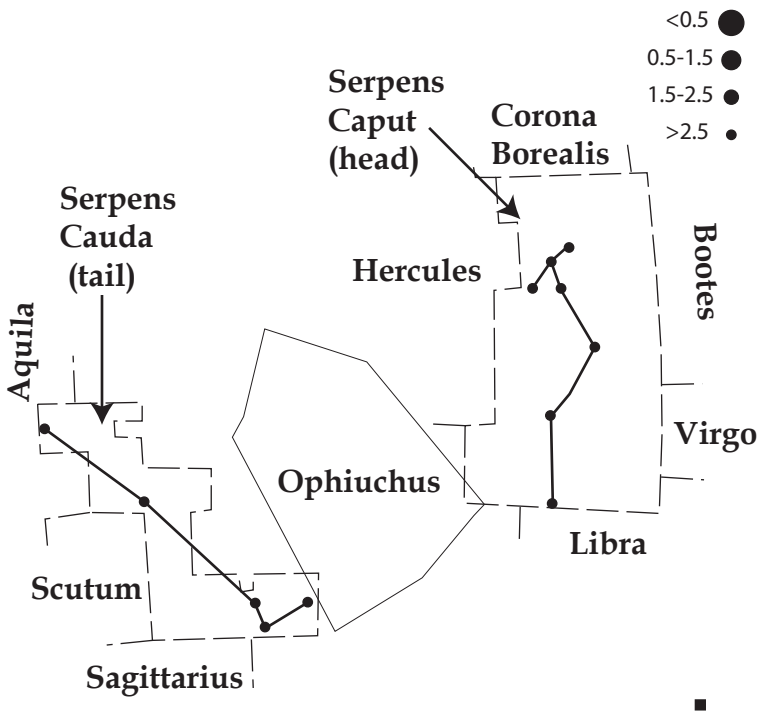 <0.5
0.5-1.5
1.5-2.5
>2.5
Serpens
Caput
(head)
Corona
Borealis
Serpens
Cauda
(tail)
Hercules
Bootes
Aquila
Virgo
Ophiuchus
Libra
Scutum
Sagittarius